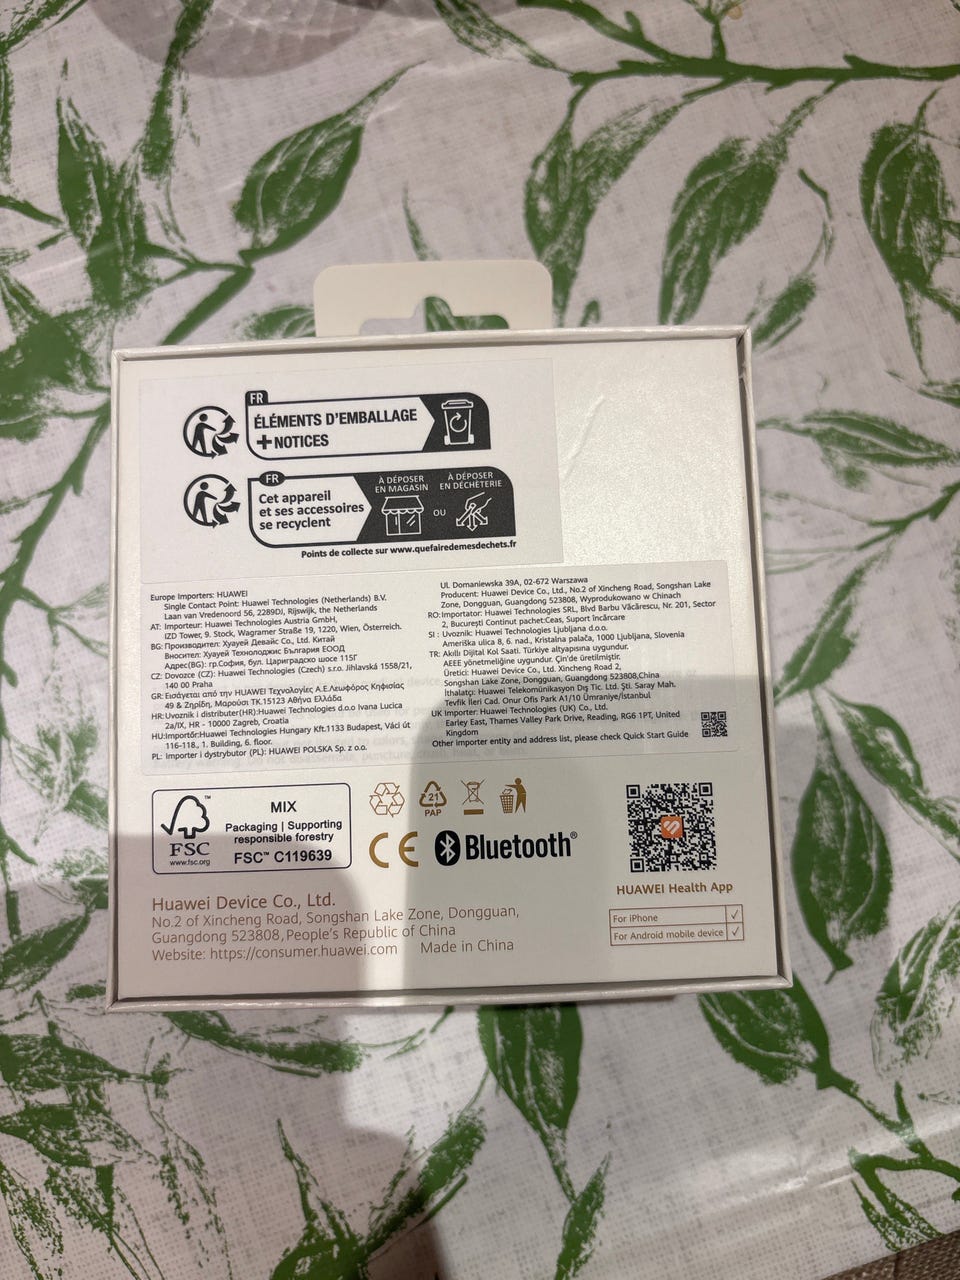 FR
ÉLÉMENTS D'EMBALLAGE
+ NOTICES
FR
Cet appareil
et ses accessoires
se recyclent
À DÉPOSER
EN MAGASIN
OU
À DÉPOSER
EN DÉCHÈTERIE
Points de collecte sur www.quefairedemesdechets.fr
Europe Importers: HUAWEI
Single Contact Point: Huawei Technologies (Netherlands) B.V.
Laan van Vredenoord 56, 2289DJ, Rijswijk, the Netherlands
AT: Importeur: Huawei Technologies Austria GmbH,
IZD Tower, 9. Stock, Wagramer Straße 19, 1220, Wien, Österreich.
BG: Производител: Хуауей Девайс Co., Ltd. Китай
Вносител: Хуауей Технолоджис България ЕООД
Адрес(BG): гр.София, бул. Цариградско шосе 115Г
CZ: Dovozce (CZ): Huawei Technologies (Czech) s.r.o. Jihlavská 1558/21,
140 00 Praha
GR: Εισάγεται από την HUAWEI Τεχνολογίες Α.Ε.Λεωφόρος Κηφισίας
49 & Ζηρίδη, Μαρούσι ΤΚ.15123 Αθήνα Ελλάδα
HR: Uvoznik i distributer(HR):Huawei Technologies d.o.o Ivana Lucica
2a/IX, HR - 10000 Zagreb, Croatia
HU:Importőr:Huawei Technologies Hungary Kft.1133 Budapest, Váci út
116-118., 1. Building, 6. floor.
PL: Importer i dystrybutor (PL): HUAWEI POLSKA Sp. z o.o.
UL Domaniewska 39A, 02-672 Warszawa
Producent: Huawei Device Co., Ltd., No.2 of Xincheng Road, Songshan Lake
Zone, Dongguan, Guangdong 523808, Wyprodukowano w Chinach
RO:Importator: Huawei Technologies SRL, Blvd Barbu Văcărescu, Nr. 201, Sector
2, București Continut pachet:Ceas, Suport încărcare
SI : Uvoznik: Huawei Technologies Ljubljana d.o.o.
Ameriška ulica 8, 6. nad., Kristalna palača, 1000 Ljubljana, Slovenia
TR: Akıllı Dijital Kol Saati. Türkiye altyapısına uygundur.
AEEE yönetmeliğine uygundur. Çin'de üretilmiştir.
Üretici: Huawei Device Co., Ltd. Xincheng Road 2,
Songshan Lake Zone, Dongguan, Guangdong 523808,China
İthalatçı: Huawei Telekomünikasyon Dış Tic. Ltd. Şti. Saray Mah.
Tevfik İleri Cad. Onur Ofis Park A1/10 Ümraniye/İstanbul
UK Importer: Huawei Technologies (UK) Co., Ltd.
Earley East, Thames Valley Park Drive, Reading, RG6 1PT, United
Kingdom
Other importer entity and address list, please check Quick Start Guide
FSC
www.fsc.org
MIX
Packaging | Supporting
responsible forestry
FSC™ C119639
21
PAP
CE
Bluetooth®
HUAWEI Health App
For iPhone ✓
For Android mobile device ✓
Huawei Device Co., Ltd.
No.2 of Xincheng Road, Songshan Lake Zone, Dongguan,
Guangdong 523808, People's Republic of China
Website: https://consumer.huawei.com Made in China